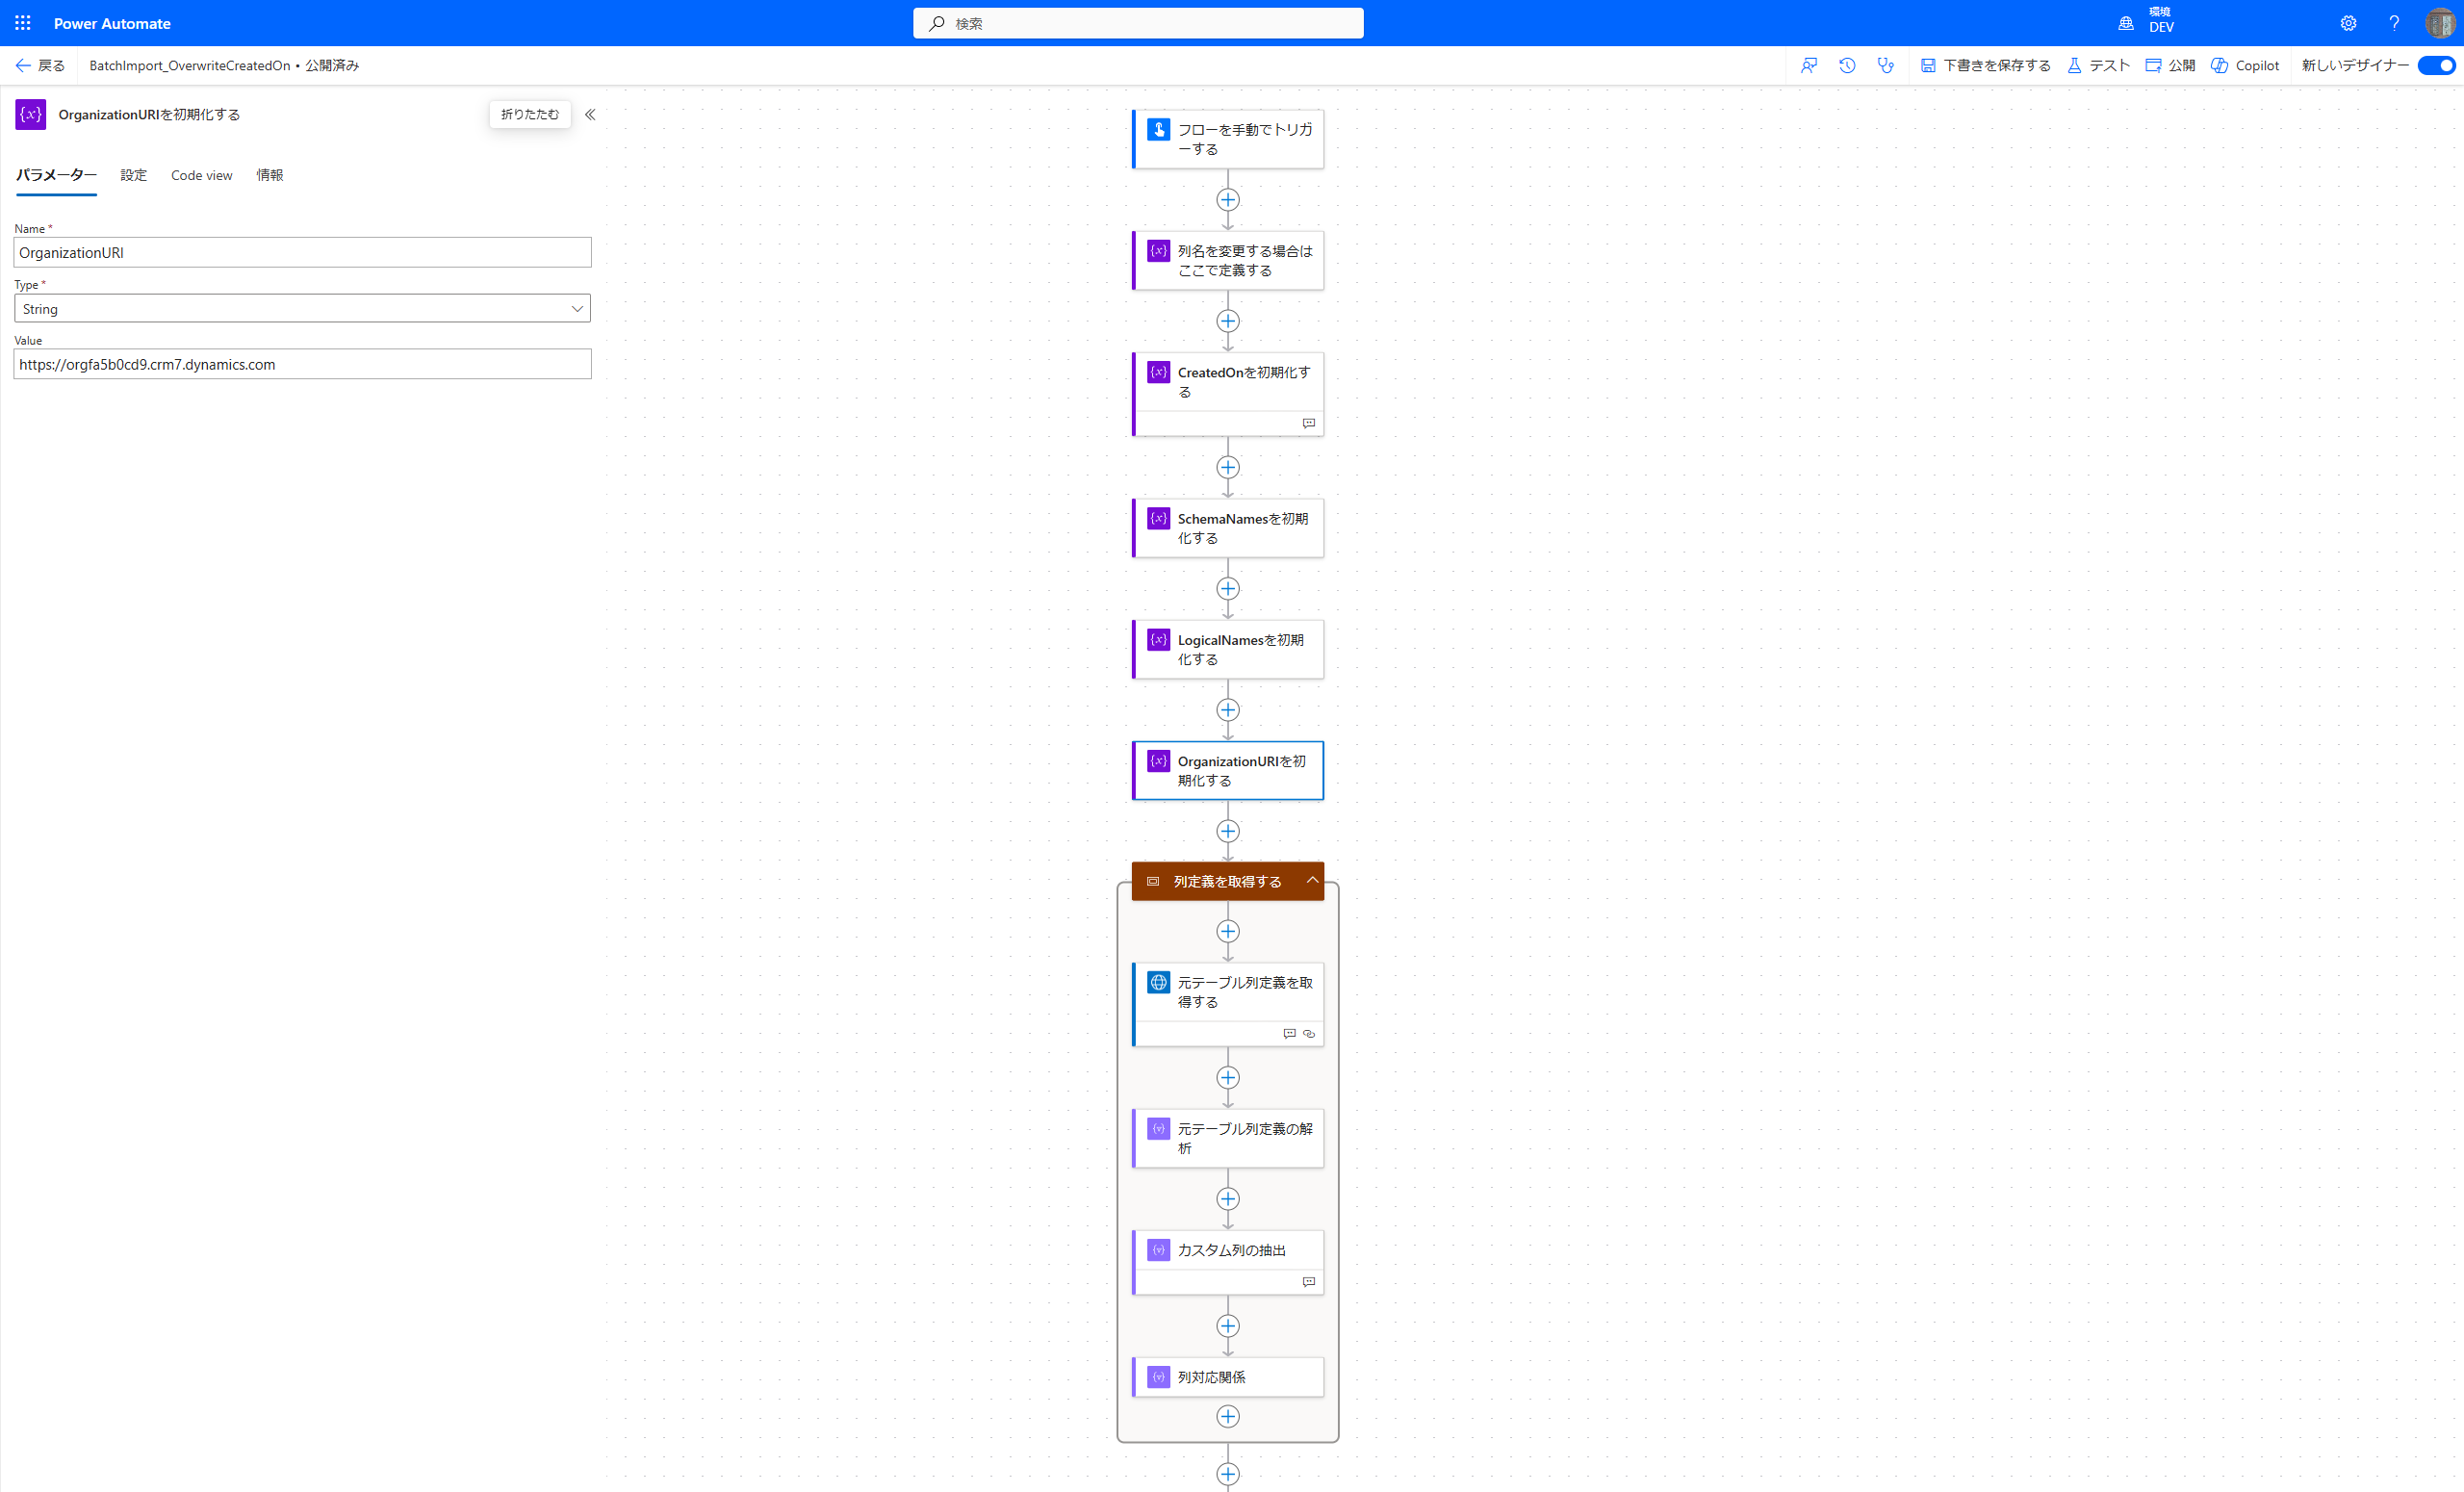 Power Automate
検索
環境
DEV
戻る
BatchImport_OverwriteCreatedOn • 公開済み
下書きを保存する
テスト
公開
Copilot
新しいデザイナー
{x}
OrganizationURIを初期化する
折りたたむ
パラメーター
設定
Code view
情報
Name *
OrganizationURI
Type *
String
Value
https://orgfa5b0cd9.crm7.dynamics.com
フローを手動でトリガ
ーする
{x}
列名を変更する場合は
ここで定義する
{x}
CreatedOnを初期化す
る
{x}
SchemaNamesを初期
化する
{x}
LogicalNamesを初期
化する
{x}
OrganizationURIを初
期化する
列定義を取得する
元テーブル列定義を取
得する
{v}
元テーブル列定義の解
析
{v}
カスタム列の抽出
{v}
列対応関係